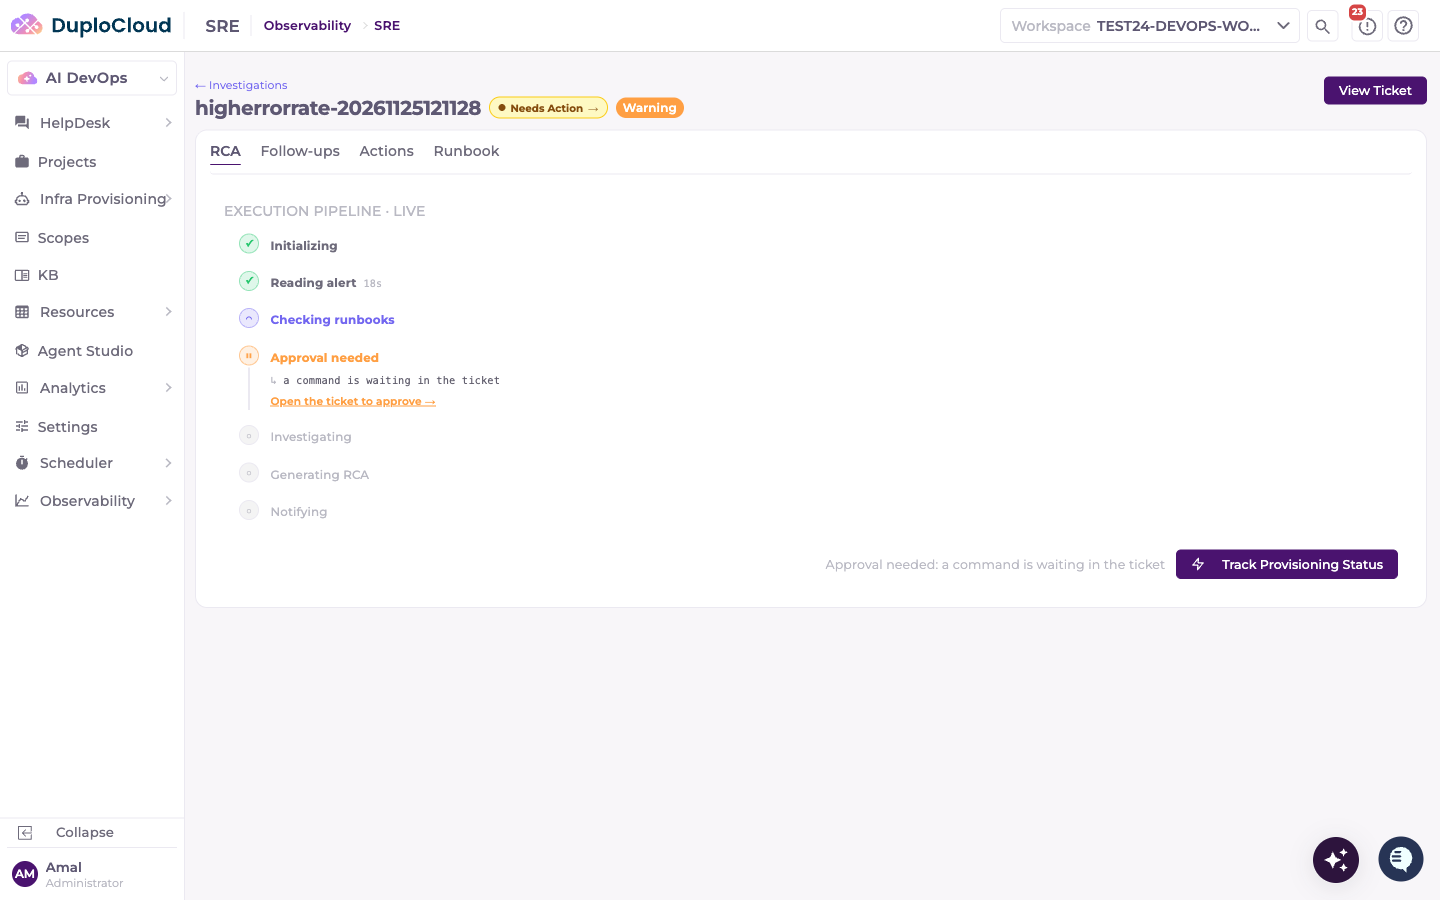 DuploCloud
SRE
Observability
SRE
Workspace TEST24-DEVOPS-WO...
23
AI DevOps
HelpDesk
Projects
Infra Provisioning
Scopes
KB
Resources
Agent Studio
Analytics
Settings
Scheduler
Observability
Collapse
AM
Amal
Administrator
← Investigations
higherrorrate-20261125121128
Needs Action →
Warning
View Ticket
RCA
Follow-ups
Actions
Runbook
EXECUTION PIPELINE · LIVE
Initializing
Reading alert 18s
Checking runbooks
Approval needed
↳ a command is waiting in the ticket
Open the ticket to approve →
Investigating
Generating RCA
Notifying
Approval needed: a command is waiting in the ticket
Track Provisioning Status